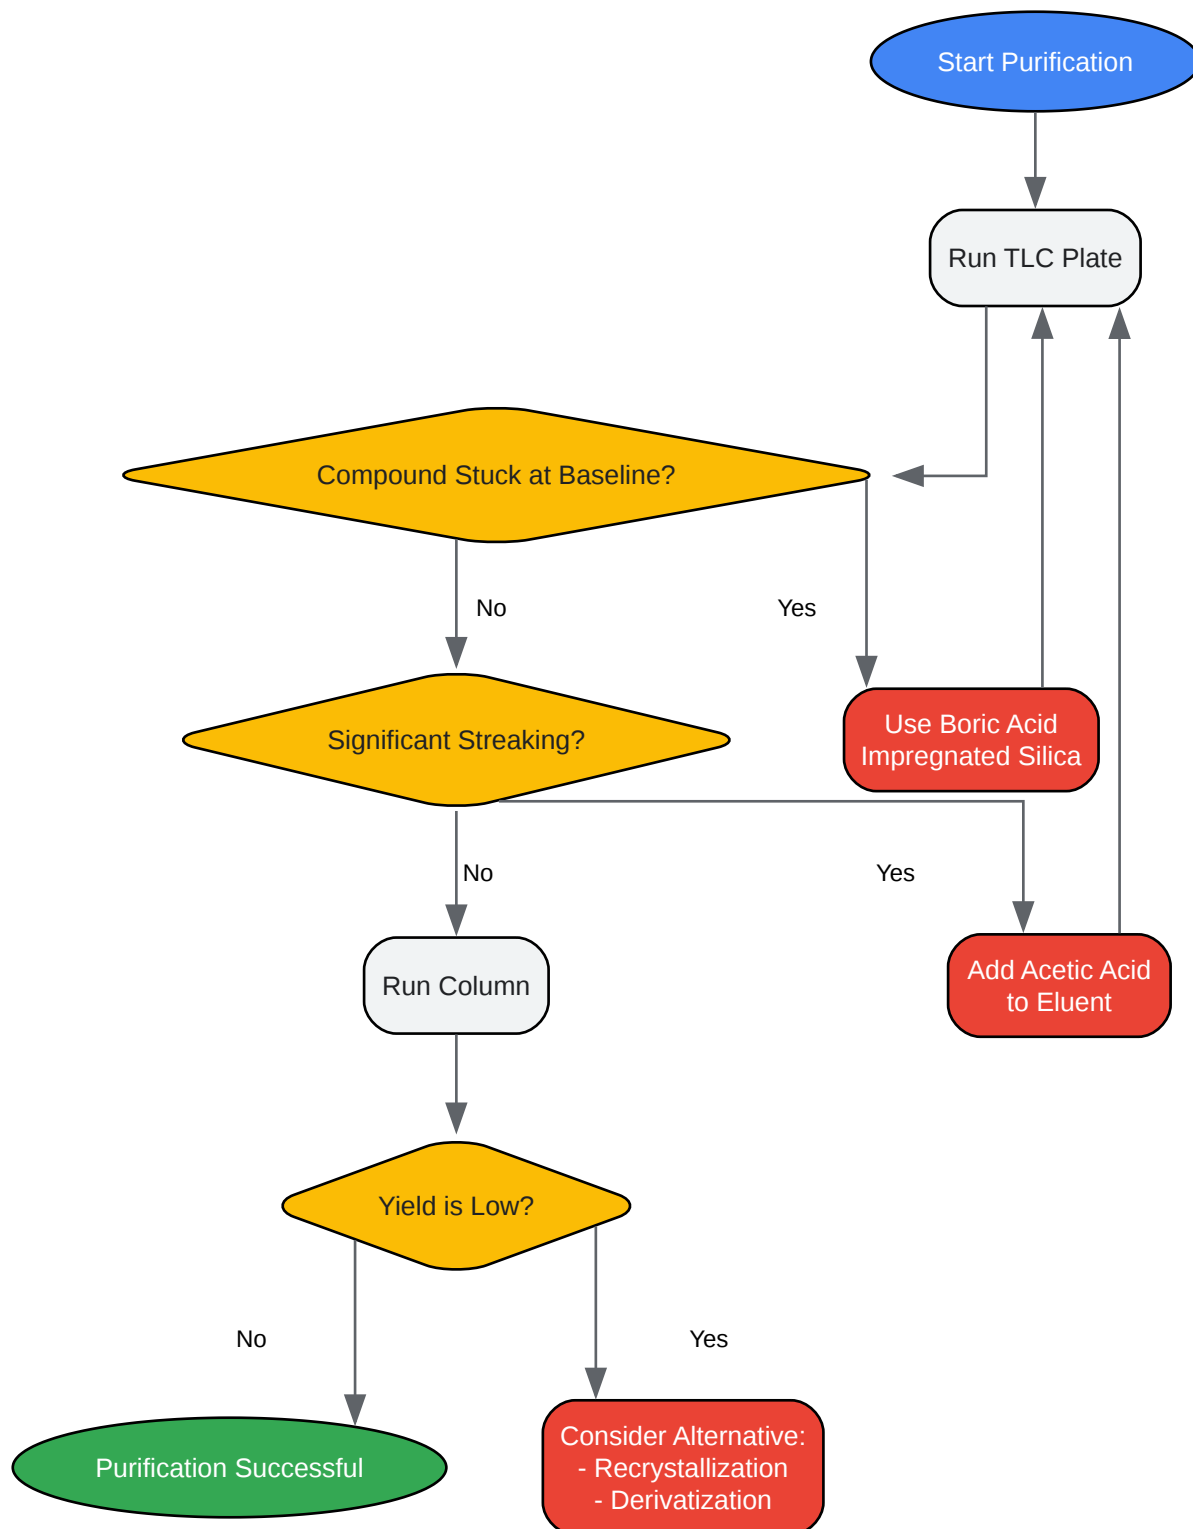 Start Purification
Run TLC Plate
Compound Stuck at Baseline?
No
Yes
Significant Streaking?
Use Boric Acid
Impregnated Silica
No
Yes
Run Column
Add Acetic Acid
to Eluent
Yield is Low?
No
Yes
Purification Successful
Consider Alternative:
- Recrystallization
- Derivatization